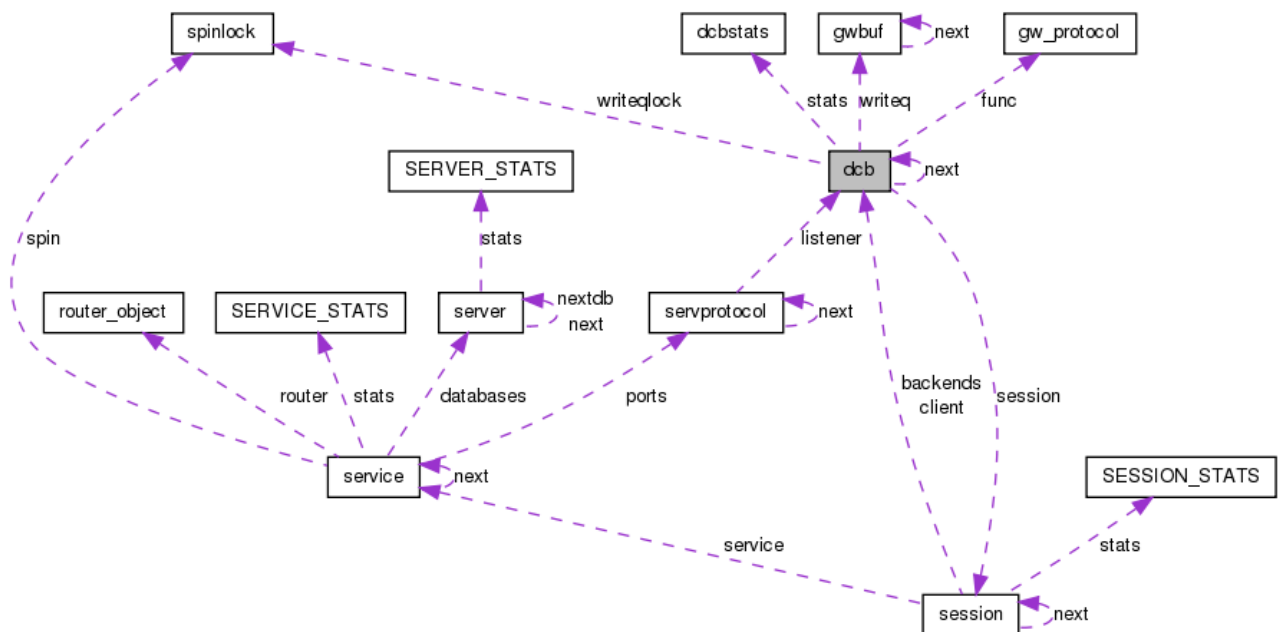 spinlock
dcbstats
gwbuf
next
gw_protocol
writeqlock
stats
writeq
func
SERVER_STATS
dcb
next
spin
stats
listener
router_object
SERVICE_STATS
server
nextdb
next
servprotocol
next
router
stats
databases
ports
backends
client
session
service
next
SESSION_STATS
service
stats
session
next